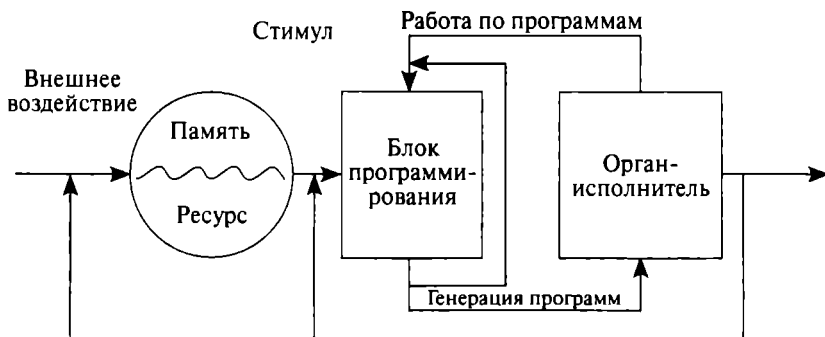 Стимул
Работа по программам
Внешнее
воздействие
Память
Ресурс
Блок
программи-
рования
Орган-
исполнитель
Генерация программ